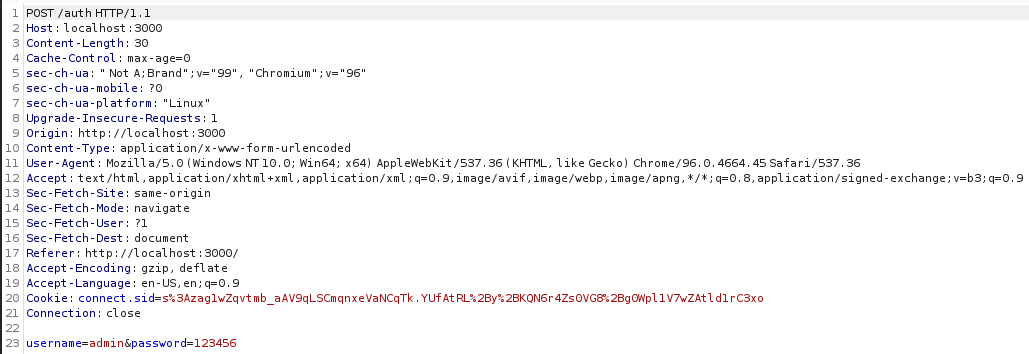 1 POST /auth HTTP/1.1
2 Host: localhost:3000
3 Content-Length: 30
4 Cache-Control: max-age=0
5 sec-ch-ua: " Not A;Brand";v="99", "Chromium";v="96"
6 sec-ch-ua-mobile: ?0
7 sec-ch-ua-platform: "Linux"
8 Upgrade-Insecure-Requests: 1
9 Origin: http://localhost:3000
10 Content-Type: application/x-www-form-urlencoded
11 User-Agent: Mozilla/5.0 (Windows NT 10.0; Win64; x64) AppleWebKit/537.36 (KHTML, like Gecko) Chrome/96.0.4664.45 Safari/537.36
12 Accept: text/html,application/xhtml+xml,application/xml;q=0.9,image/avif,image/webp,image/apng,*/*;q=0.8,application/signed-exchange;v=b3;q=0.9
13 Sec-Fetch-Site: same-origin
14 Sec-Fetch-Mode: navigate
15 Sec-Fetch-User: ?1
16 Sec-Fetch-Dest: document
17 Referer: http://localhost:3000/
18 Accept-Encoding: gzip, deflate
19 Accept-Language: en-US,en;q=0.9
20 Cookie: connect.sid=s%3Azag1wZqvtmb_aAV9qLSCmqnxeVaNCqTk.YUfAtRL%2By%2BKQN6r4Zs0VG8%2Bg0Wpl1V7wZAtld1rC3xo
21 Connection: close
22
23 username=admin&password=123456